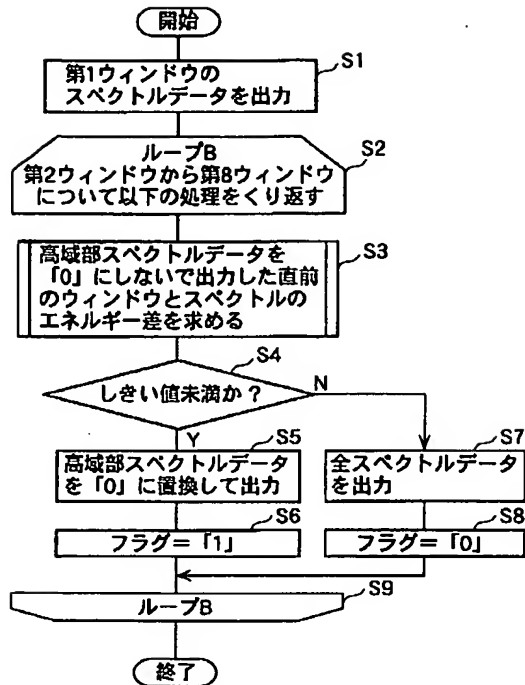 開始
S1
第1ウィンドウの
スペクトルデータを出力
S2
ループB
第2ウィンドウから第8ウィンドウ
について以下の処理をくり返す
S3
高域部スペクトルデータを
「0」にしないで出力した直前
のウィンドウとスペクトルの
エネルギー差を求める
S4
しきい値未満か？
N
Y
S5
高域部スペクトルデータ
を「0」に置換して出力
S7
全スペクトルデータ
を出力
S6
フラグ＝「1」
S8
フラグ＝「0」
S9
ループB
終了